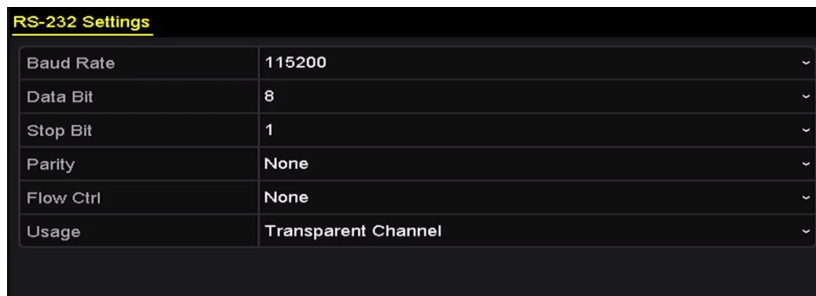 RS-232 Settings
Baud Rate 115200
Data Bit 8
Stop Bit 1
Parity None
Flow Ctrl None
Usage Transparent Channel